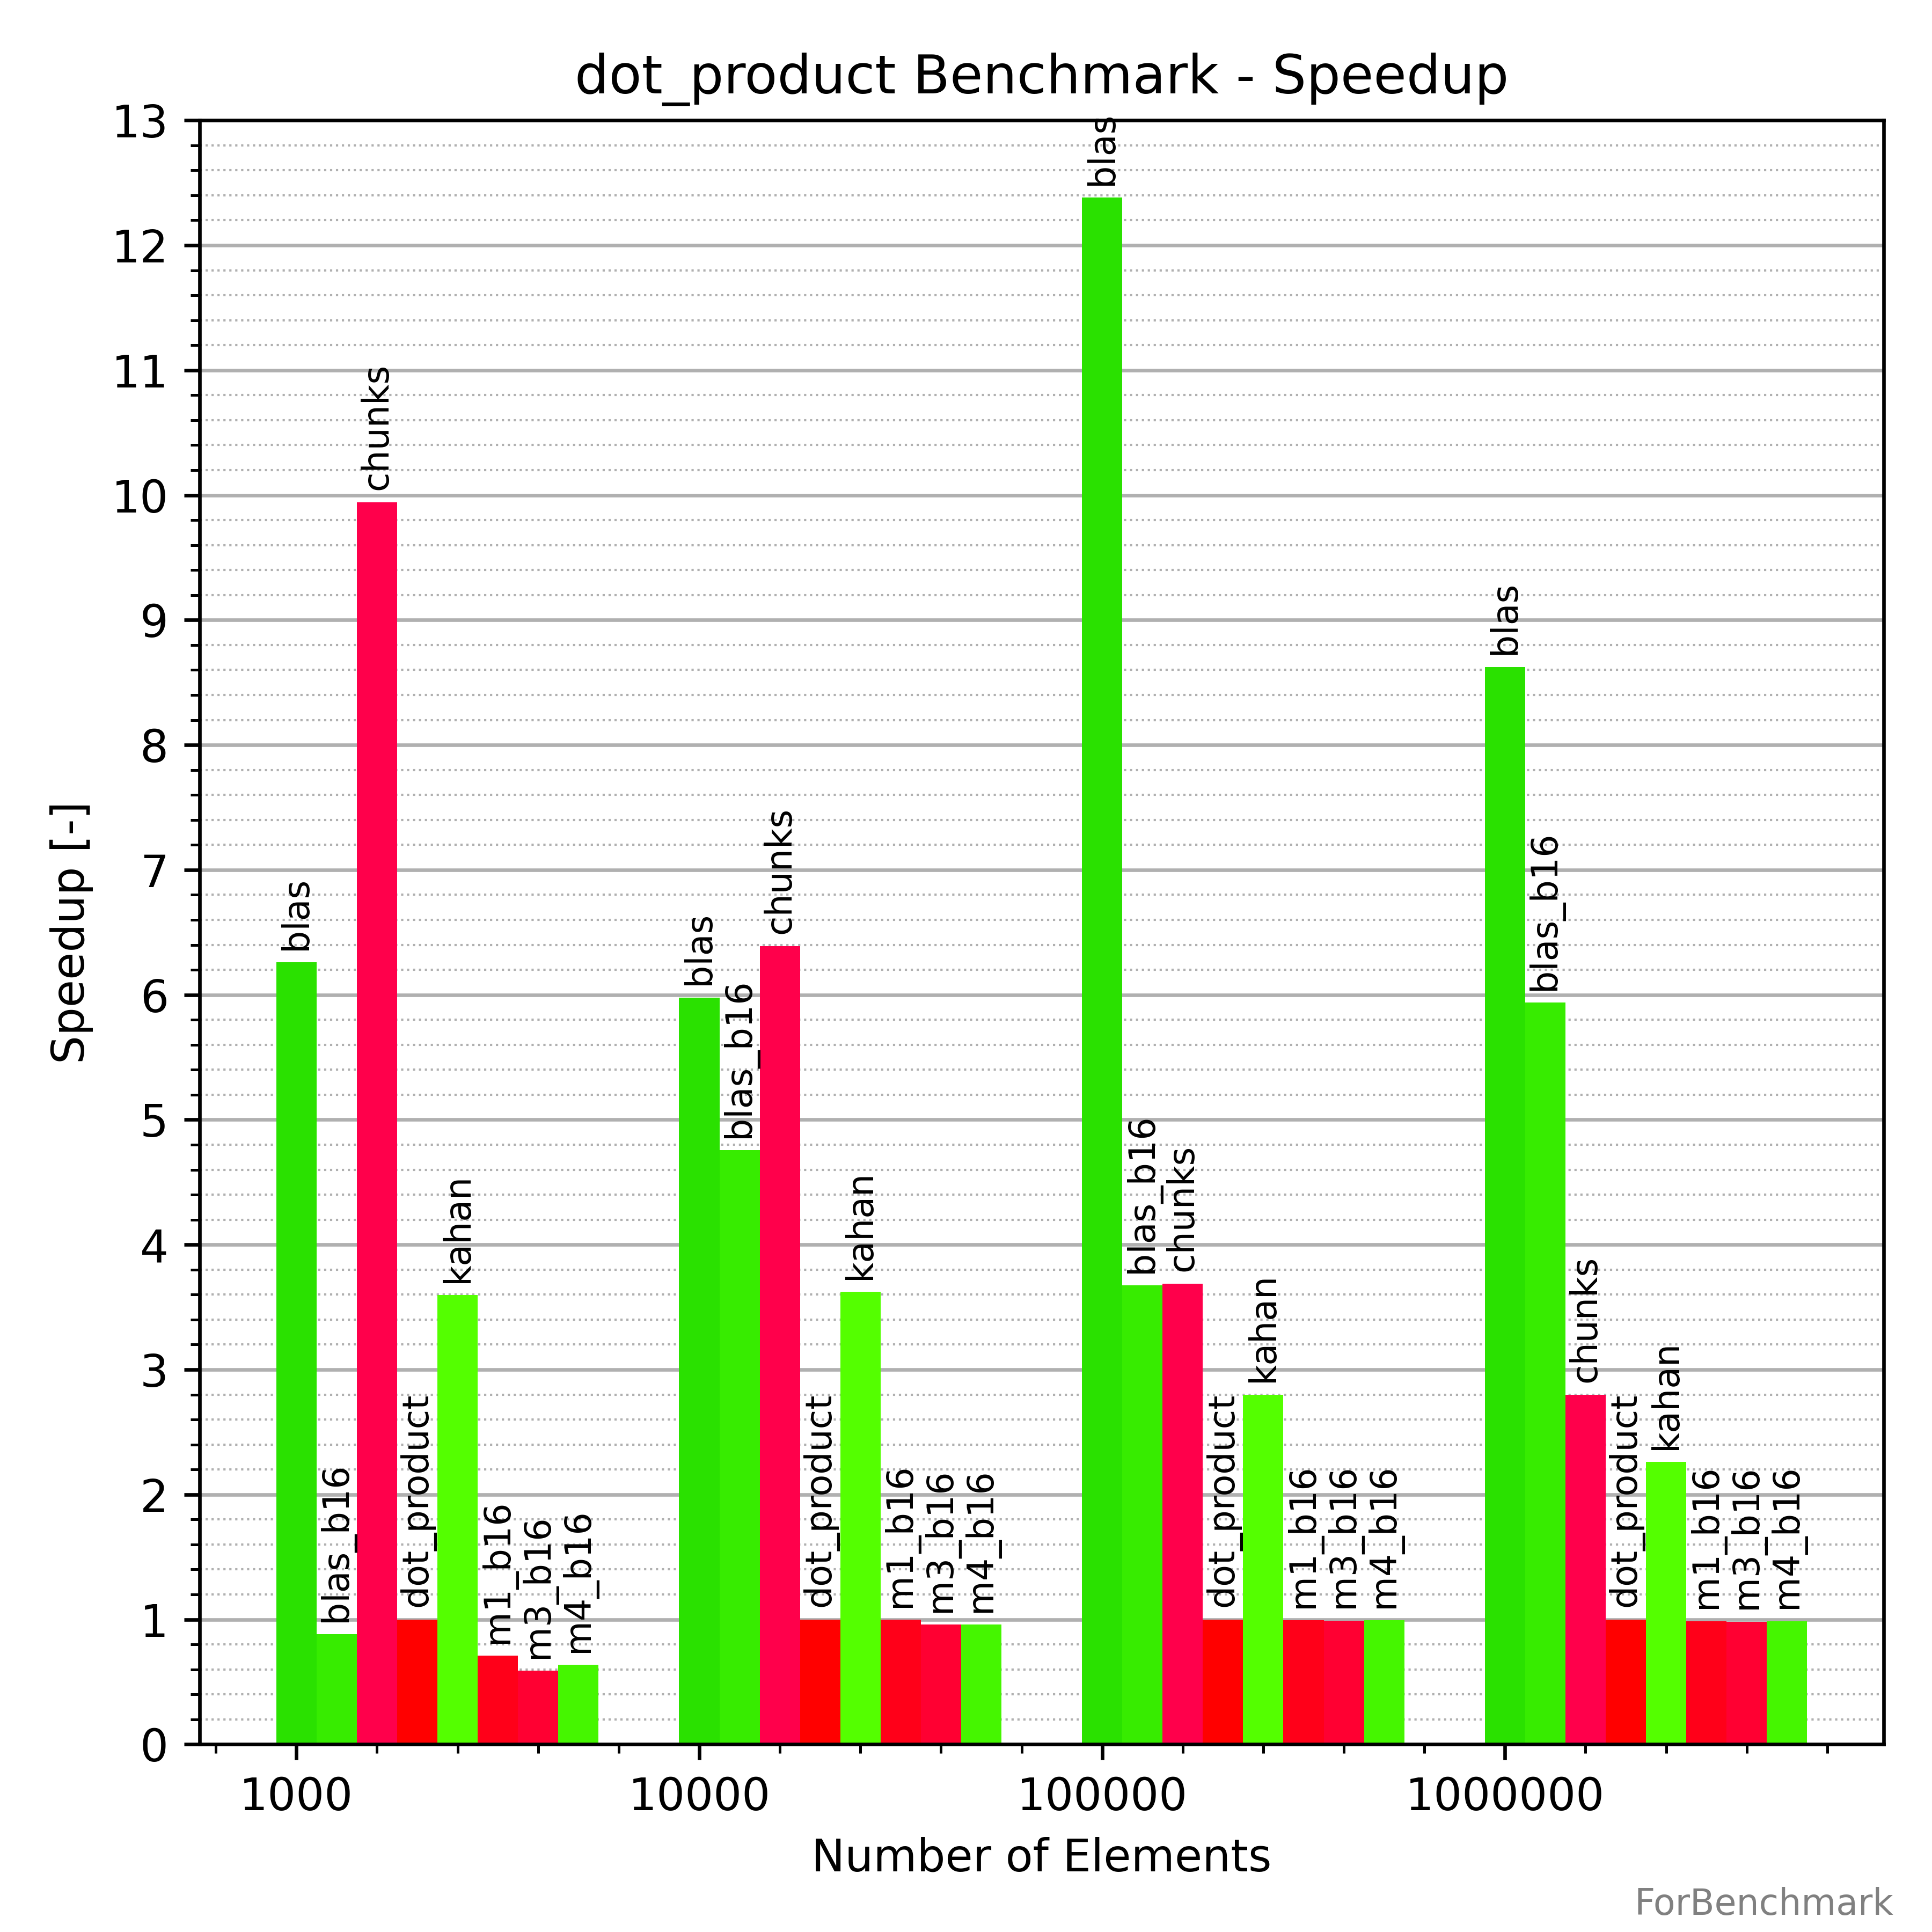 dot_product Benchmark - Speedup
Speedup [-]
13
12
11
10
9
8
7
6
5
4
3
2
1
0
blas
blas_b16
chunks
dot_product
kahan
m1_b16
m3_b16
m4_b16
blas
blas_b16
chunks
dot_product
kahan
m1_b16
m3_b16
m4_b16
blas
blas_b16
chunks
dot_product
kahan
m1_b16
m3_b16
m4_b16
blas
blas_b16
chunks
dot_product
kahan
m1_b16
m3_b16
m4_b16
1000
10000
100000
1000000
Number of Elements
ForBenchmark